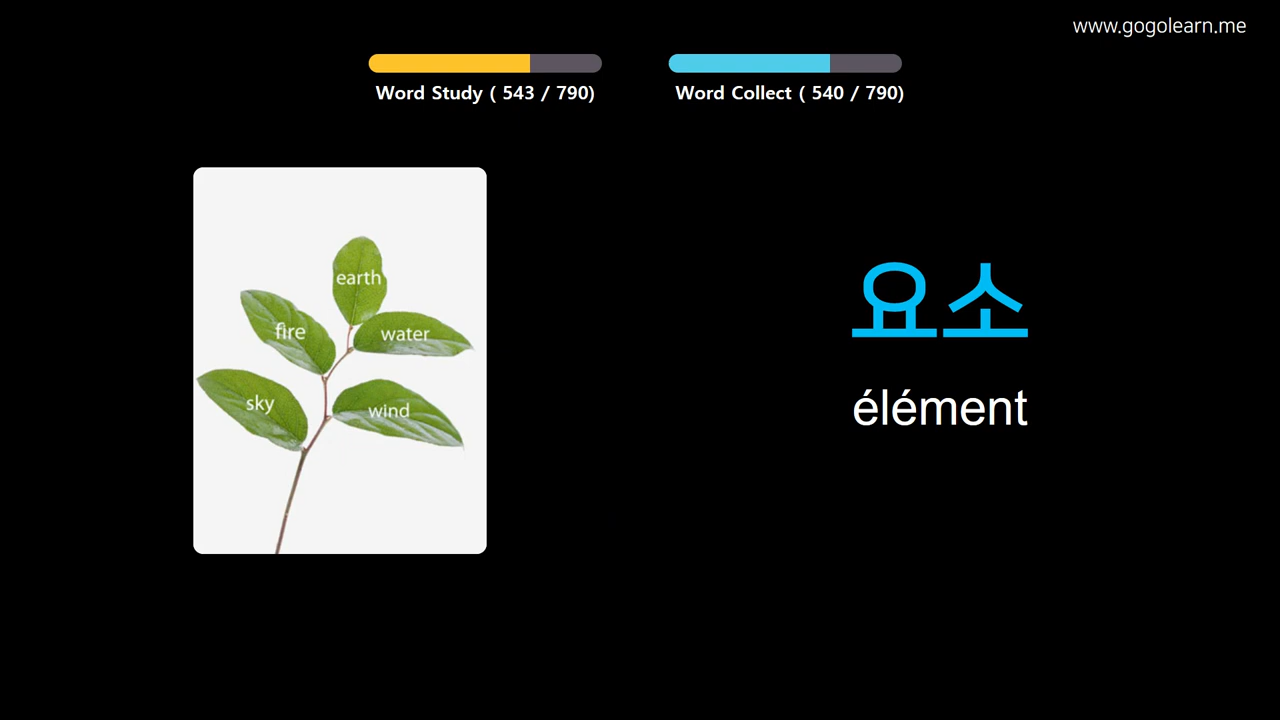 www.gogolearn.me
Word Study ( 543 / 790)
Word Collect ( 540 / 790)
earth
fire
water
sky
wind
요소
élément